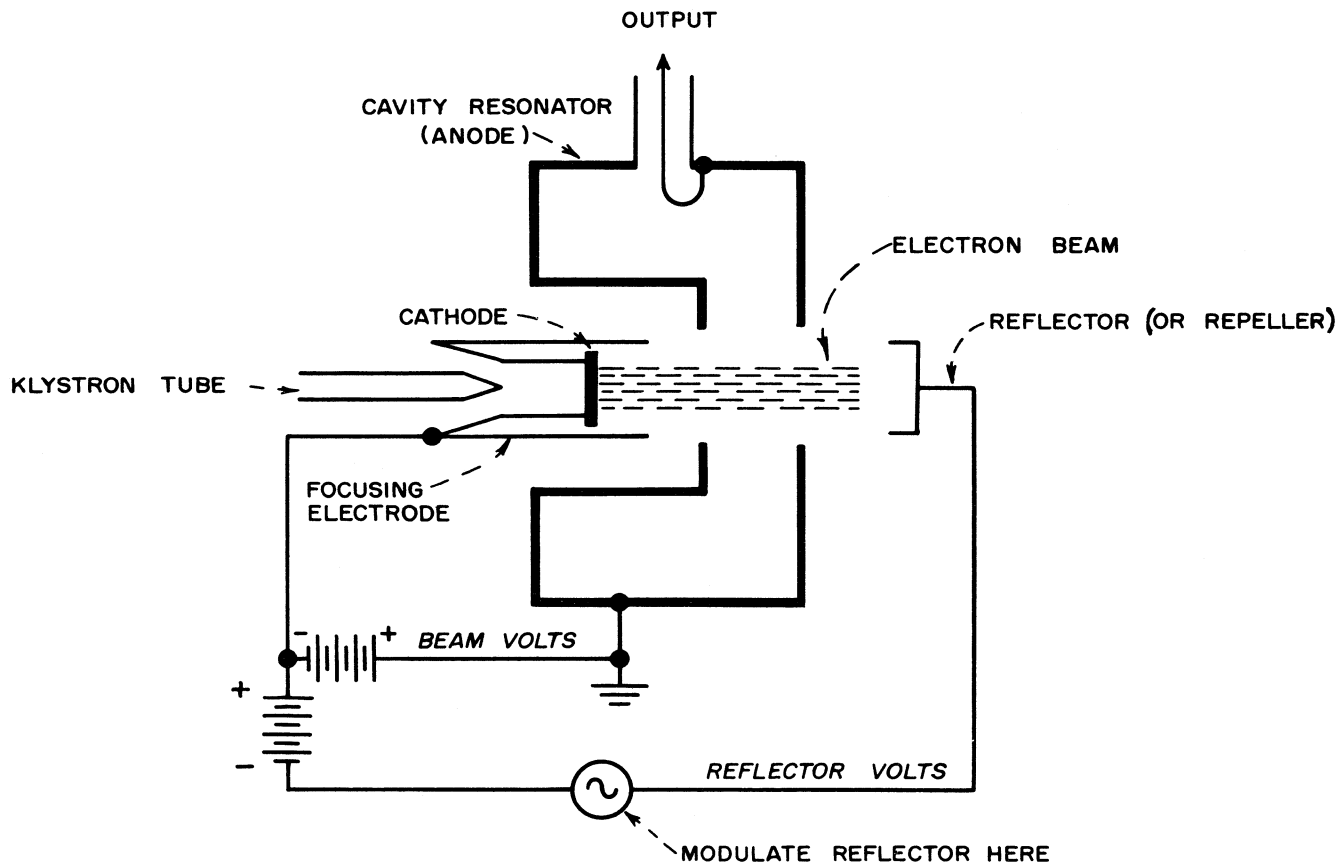 OUTPUT
CAVITY RESONATOR
(ANODE)
ELECTRON BEAM
CATHODE
REFLECTOR (OR REPELLER)
KLYSTRON TUBE
FOCUSING
ELECTRODE
- + BEAM VOLTS
+
-
REFLECTOR VOLTS
MODULATE REFLECTOR HERE